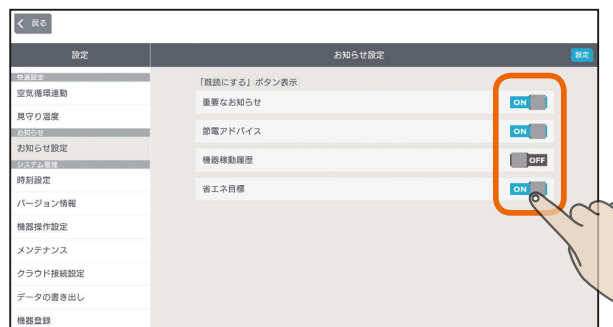 戻る
設定
お知らせ設定
設定
快適設定
空気循環連動
見守り温度
お知らせ
お知らせ設定
システム管理
時刻設定
バージョン情報
機器操作設定
メンテナンス
クラウド接続設定
データの書き出し
機器登録
「既読にする」ボタン表示
重要なお知らせ
ON
節電アドバイス
ON
機器移動履歴
OFF
省エネ目標
ON